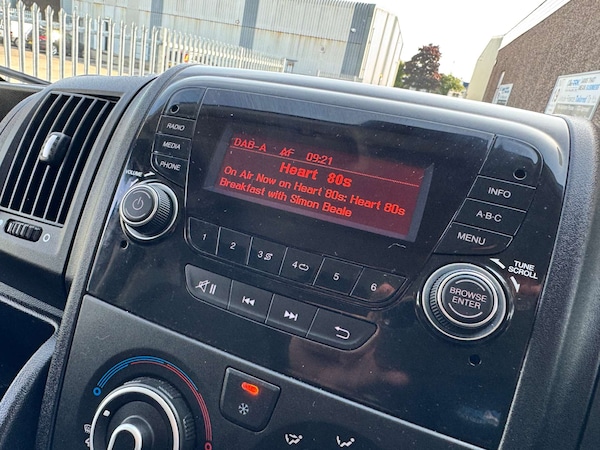 DAB-A AF 09:21
Heart 80s
On Air Now on Heart 80s: Heart 80s
Breakfast with Simon Beale
RADIO
MEDIA
PHONE
VOLUME
INFO
A-B-C
MENU
TUNE
SCROLL
BROWSE
ENTER
1 2 3 4 5 6